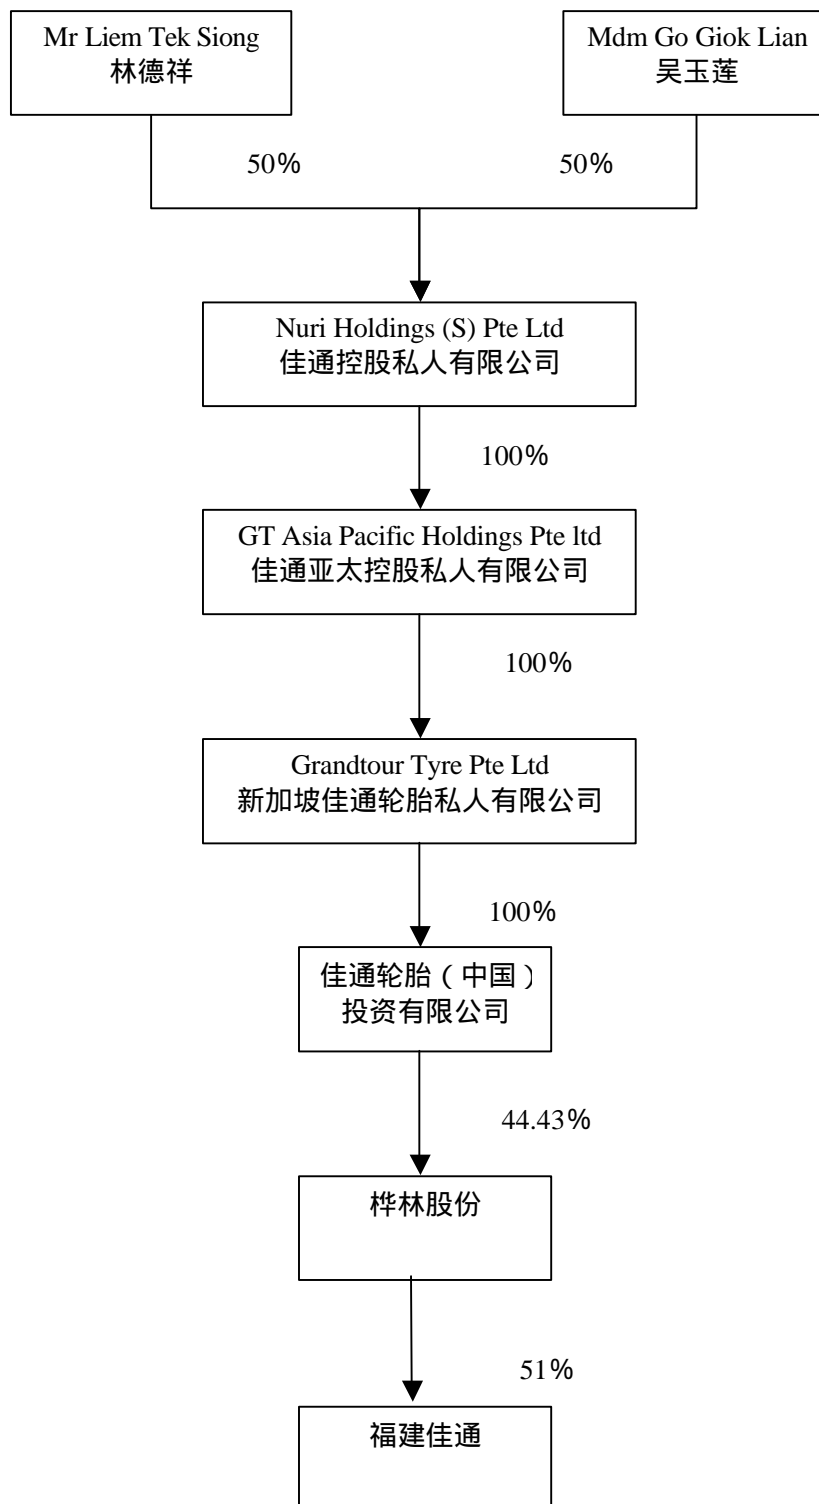 Mr Liem Tek Siong
林德祥
Mdm Go Giok Lian
吴玉莲
50%
50%
Nuri Holdings (S) Pte Ltd
佳通控股私人有限公司
100%
GT Asia Pacific Holdings Pte ltd
佳通亚太控股私人有限公司
100%
Grandtour Tyre Pte Ltd
新加坡佳通轮胎私人有限公司
100%
佳通轮胎（中国）
投资有限公司
44.43%
桦林股份
51%
福建佳通